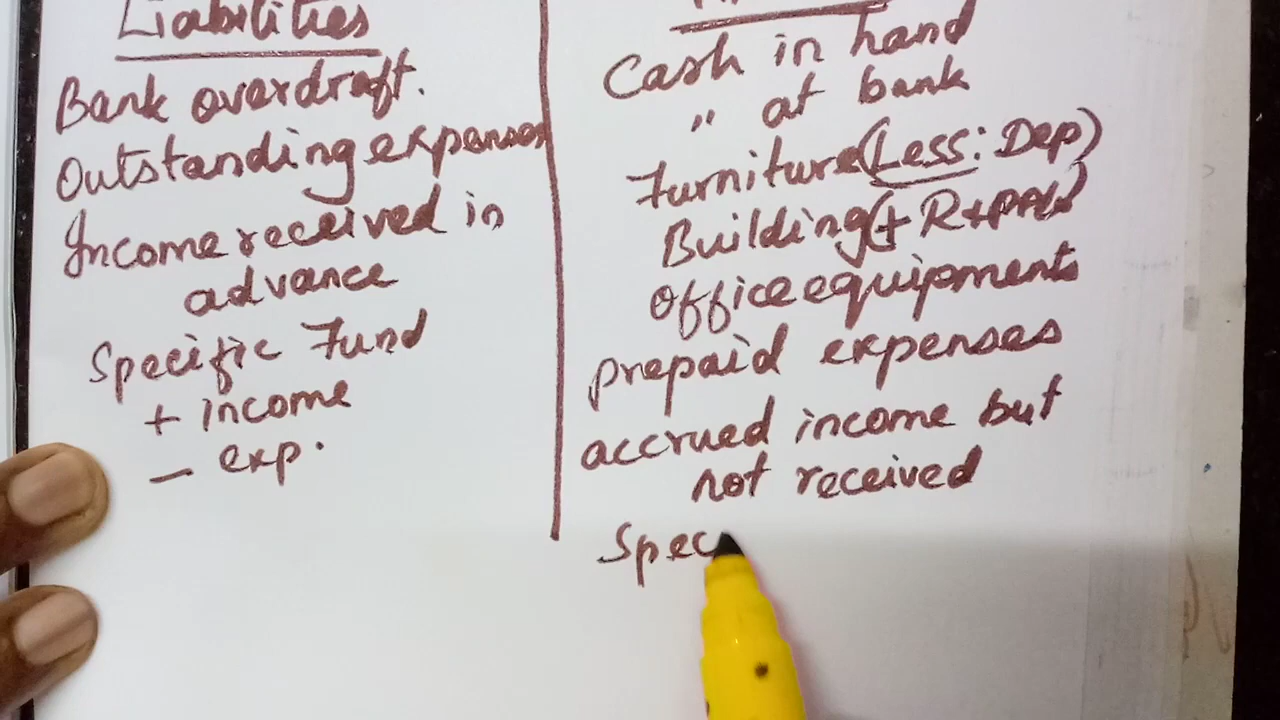 Liabilities
Bank overdraft.
Outstanding expenses
Income received in
advance
Specific Fund
+ income
- exp.
Cash in hand
" at bank
Furniture (Less: Dep)
Building (+
office equipments
prepaid expenses
accrued income but
not received
Spec